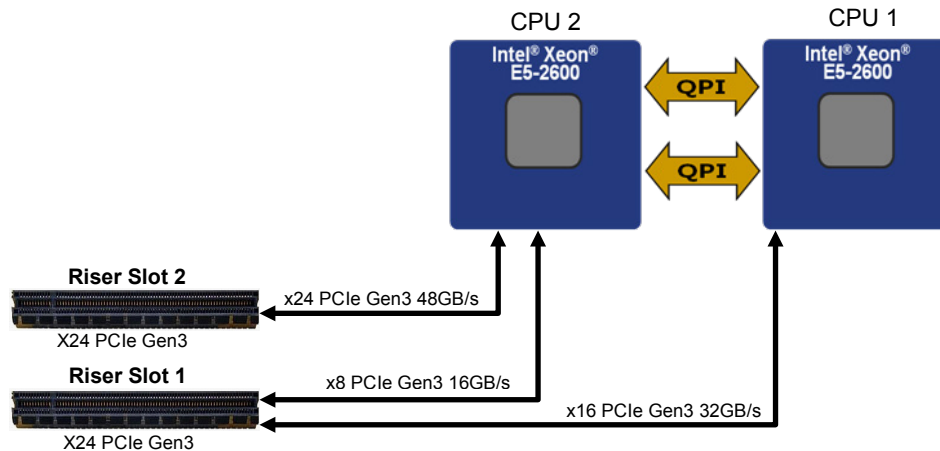 CPU 2
CPU 1
Intel® Xeon®
E5-2600
Intel® Xeon®
E5-2600
QPI
QPI
Riser Slot 2
x24 PCIe Gen3 48GB/s
X24 PCIe Gen3
Riser Slot 1
x8 PCIe Gen3 16GB/s
x16 PCIe Gen3 32GB/s
X24 PCIe Gen3